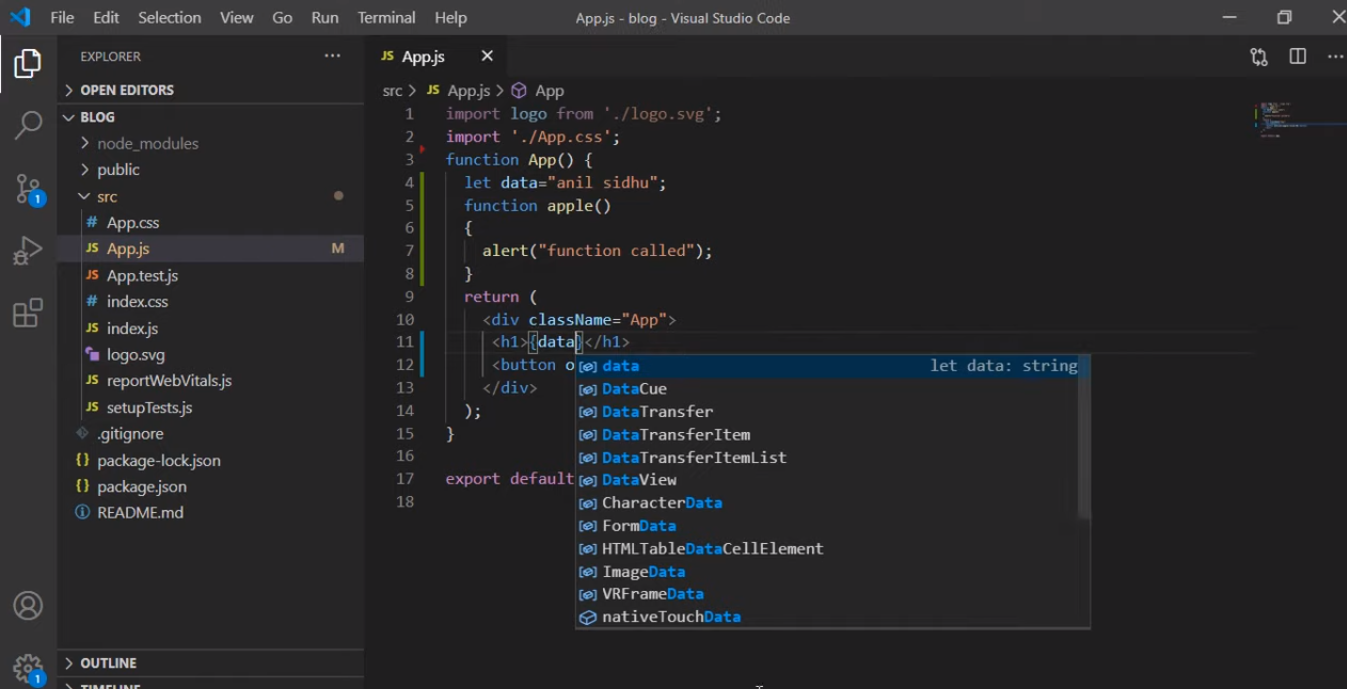 File Edit Selection View Go Run Terminal Help App.js - blog - Visual Studio Code
EXPLORER ...
OPEN EDITORS
BLOG
node_modules
public
src
# App.css
JS App.js M
JS App.test.js
# index.css
JS index.js
logo.svg
JS reportWebVitals.js
JS setupTests.js
.gitignore
{} package-lock.json
{} package.json
README.md
OUTLINE
TIMELINE
1
1
JS App.js
src > JS App.js > App
1 import logo from './logo.svg';
2 import './App.css';
3 function App() {
4 let data="anil sidhu";
5 function apple()
6 {
7 alert("function called");
8 }
9 return (
10 <div className="App">
11 <h1>{data}</h1>
12 <button o
13 </div>
14 );
15 }
16
17 export default
18
data let data: string
DataCue
DataTransfer
DataTransferItem
DataTransferItemList
DataView
CharacterData
FormData
HTMLTableDataCellElement
ImageData
VRFrameData
nativeTouchData